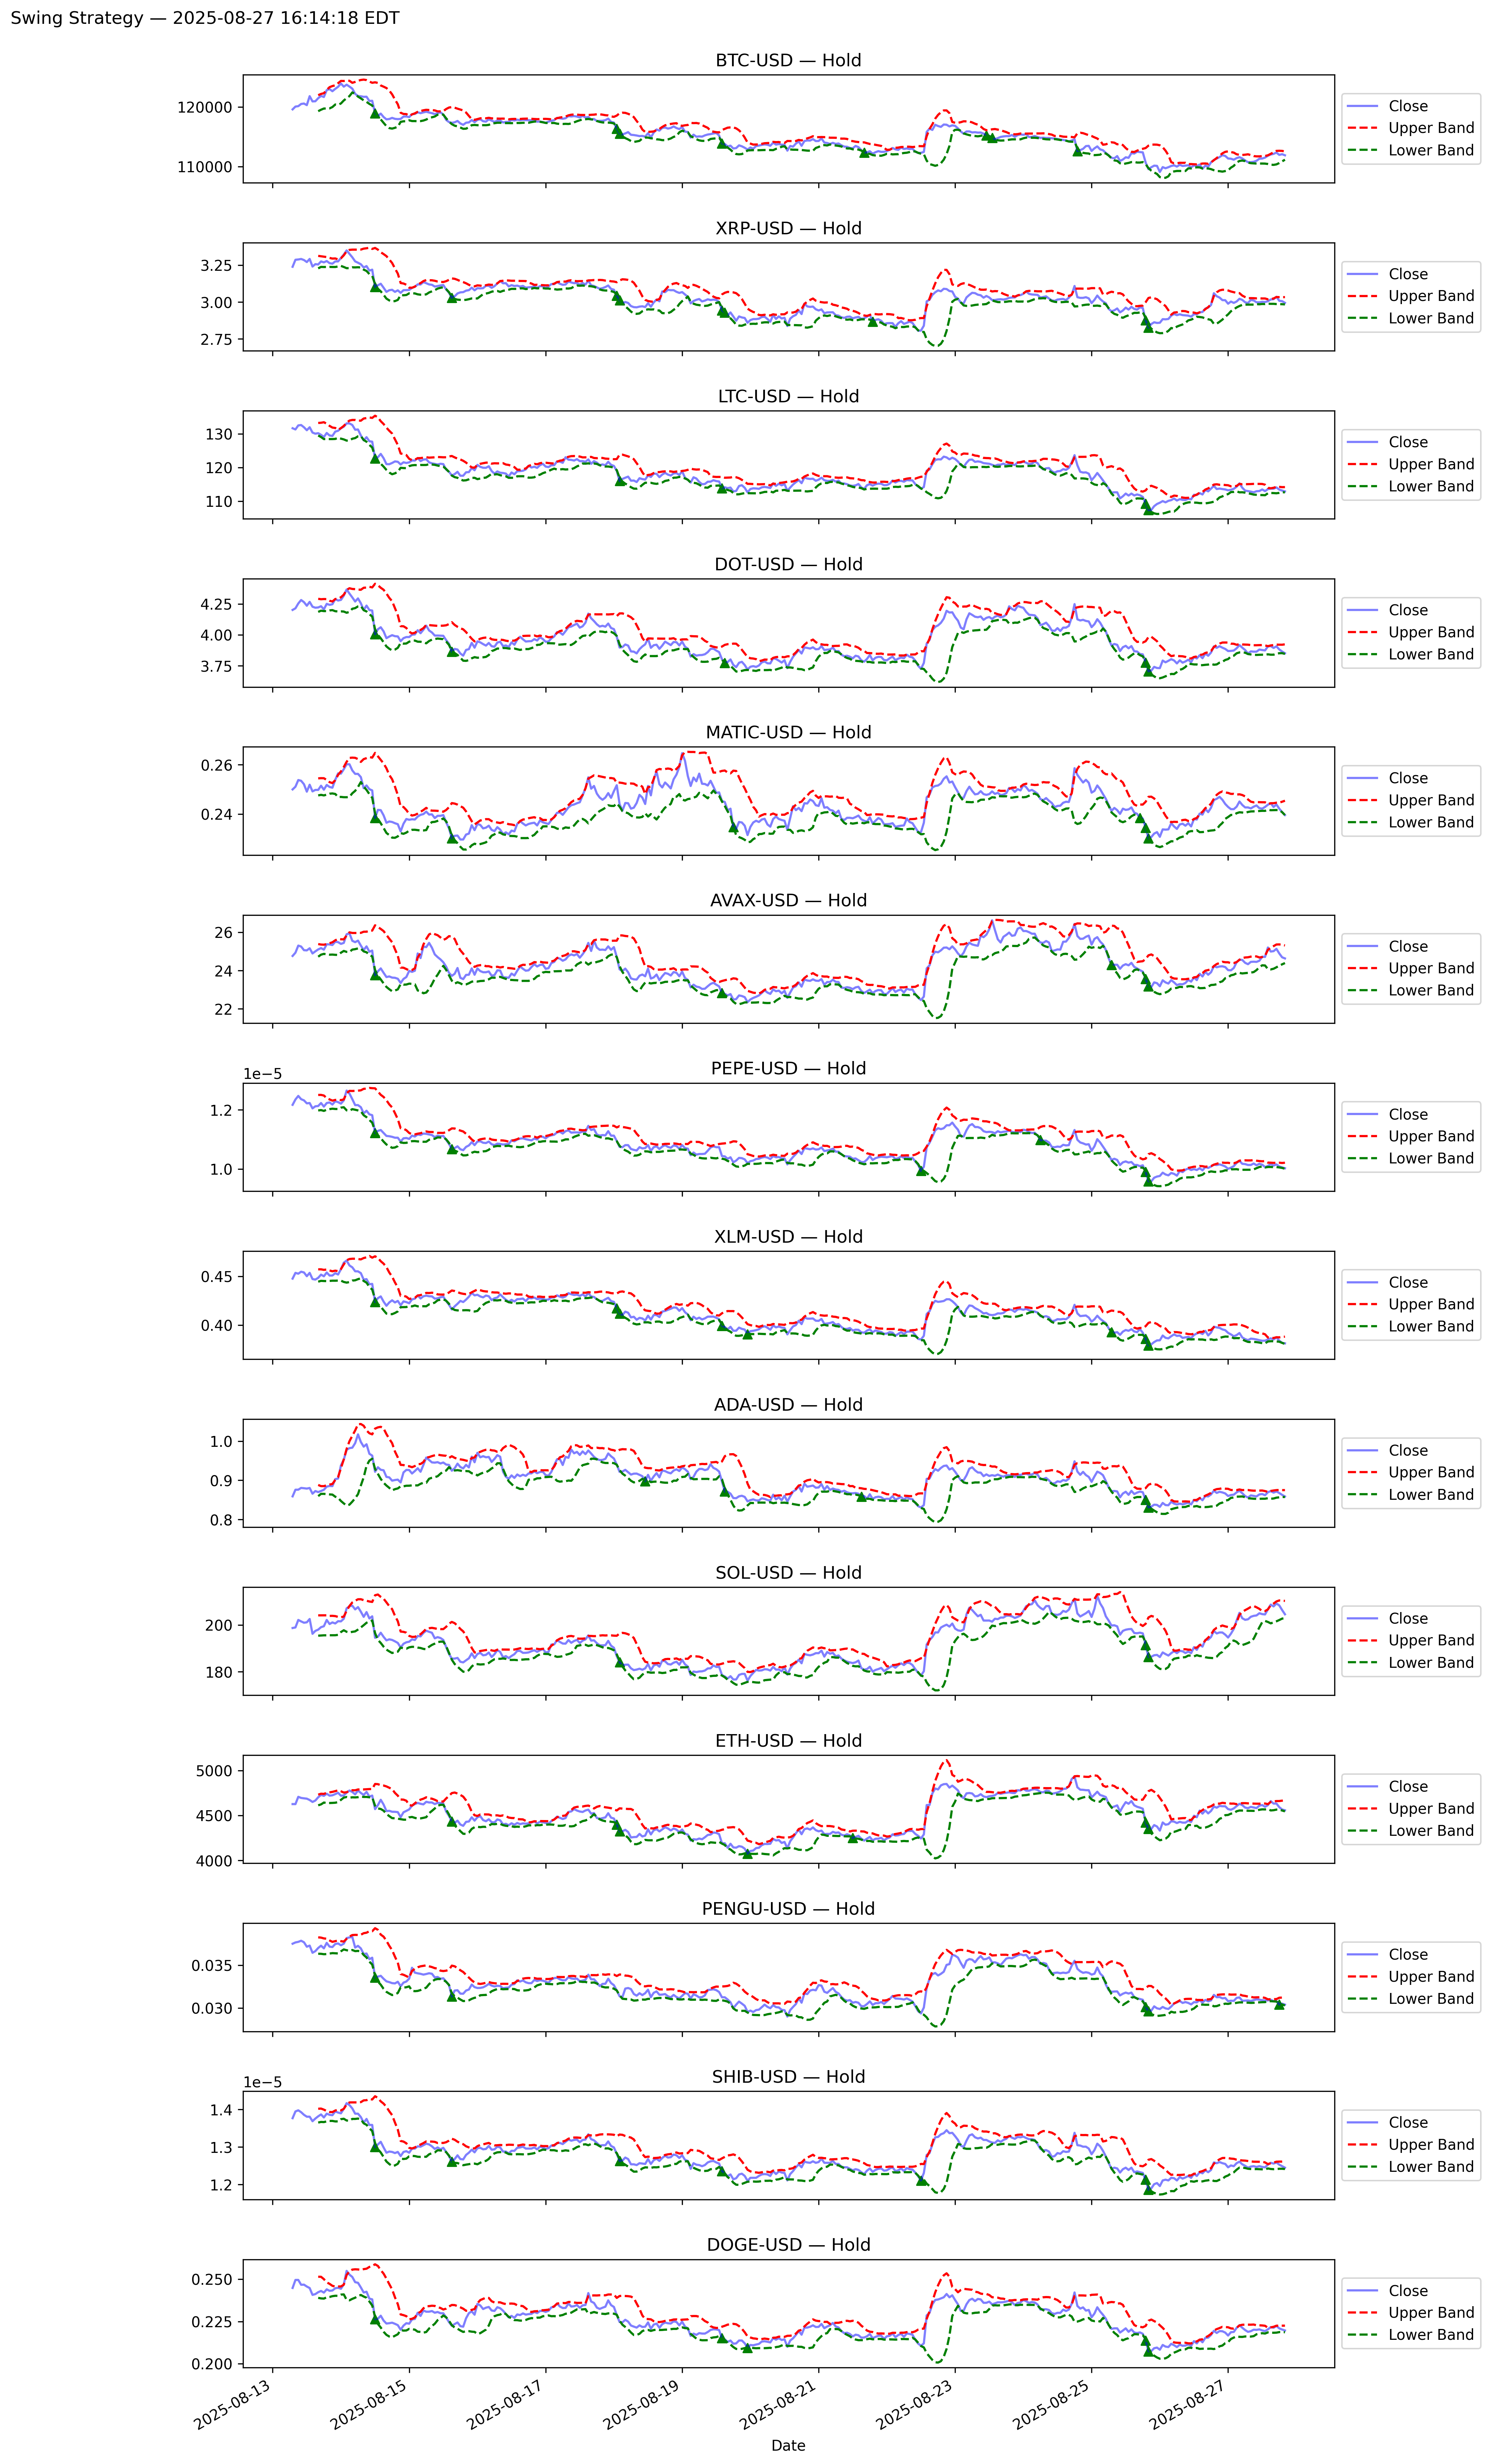 Swing Strategy — 2025-08-27 16:14:18 EDT
BTC-USD — Hold
120000
110000
Close
Upper Band
Lower Band
XRP-USD — Hold
3.25
3.00
2.75
Close
Upper Band
Lower Band
LTC-USD — Hold
130
120
110
Close
Upper Band
Lower Band
DOT-USD — Hold
4.25
4.00
3.75
Close
Upper Band
Lower Band
MATIC-USD — Hold
0.26
0.24
Close
Upper Band
Lower Band
AVAX-USD — Hold
26
24
22
Close
Upper Band
Lower Band
PEPE-USD — Hold
1e−5
1.2
1.0
Close
Upper Band
Lower Band
XLM-USD — Hold
0.45
0.40
Close
Upper Band
Lower Band
ADA-USD — Hold
1.0
0.9
0.8
Close
Upper Band
Lower Band
SOL-USD — Hold
200
180
Close
Upper Band
Lower Band
ETH-USD — Hold
5000
4500
4000
Close
Upper Band
Lower Band
PENGU-USD — Hold
0.035
0.030
Close
Upper Band
Lower Band
SHIB-USD — Hold
1e−5
1.4
1.3
1.2
Close
Upper Band
Lower Band
DOGE-USD — Hold
0.250
0.225
0.200
Close
Upper Band
Lower Band
2025-08-13
2025-08-15
2025-08-17
2025-08-19
2025-08-21
2025-08-23
2025-08-25
2025-08-27
Date